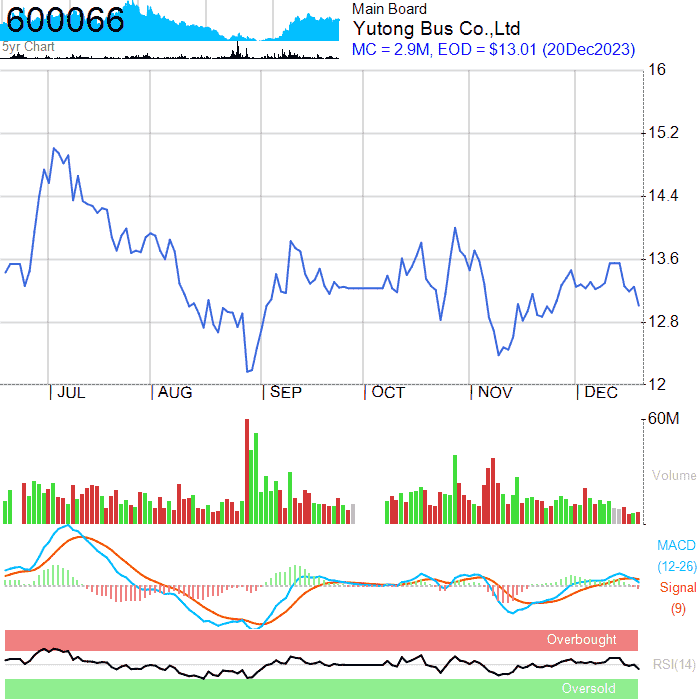 600066
5yr Chart
Main Board
Yutong Bus Co.,Ltd
MC = 2.9M, EOD = $13.01 (20Dec2023)
16
15.2
14.4
13.6
12.8
12
JUL AUG SEP OCT NOV DEC
60M
Volume
MACD
(12-26)
Signal
(9)
Overbought
RSI(14)
Oversold